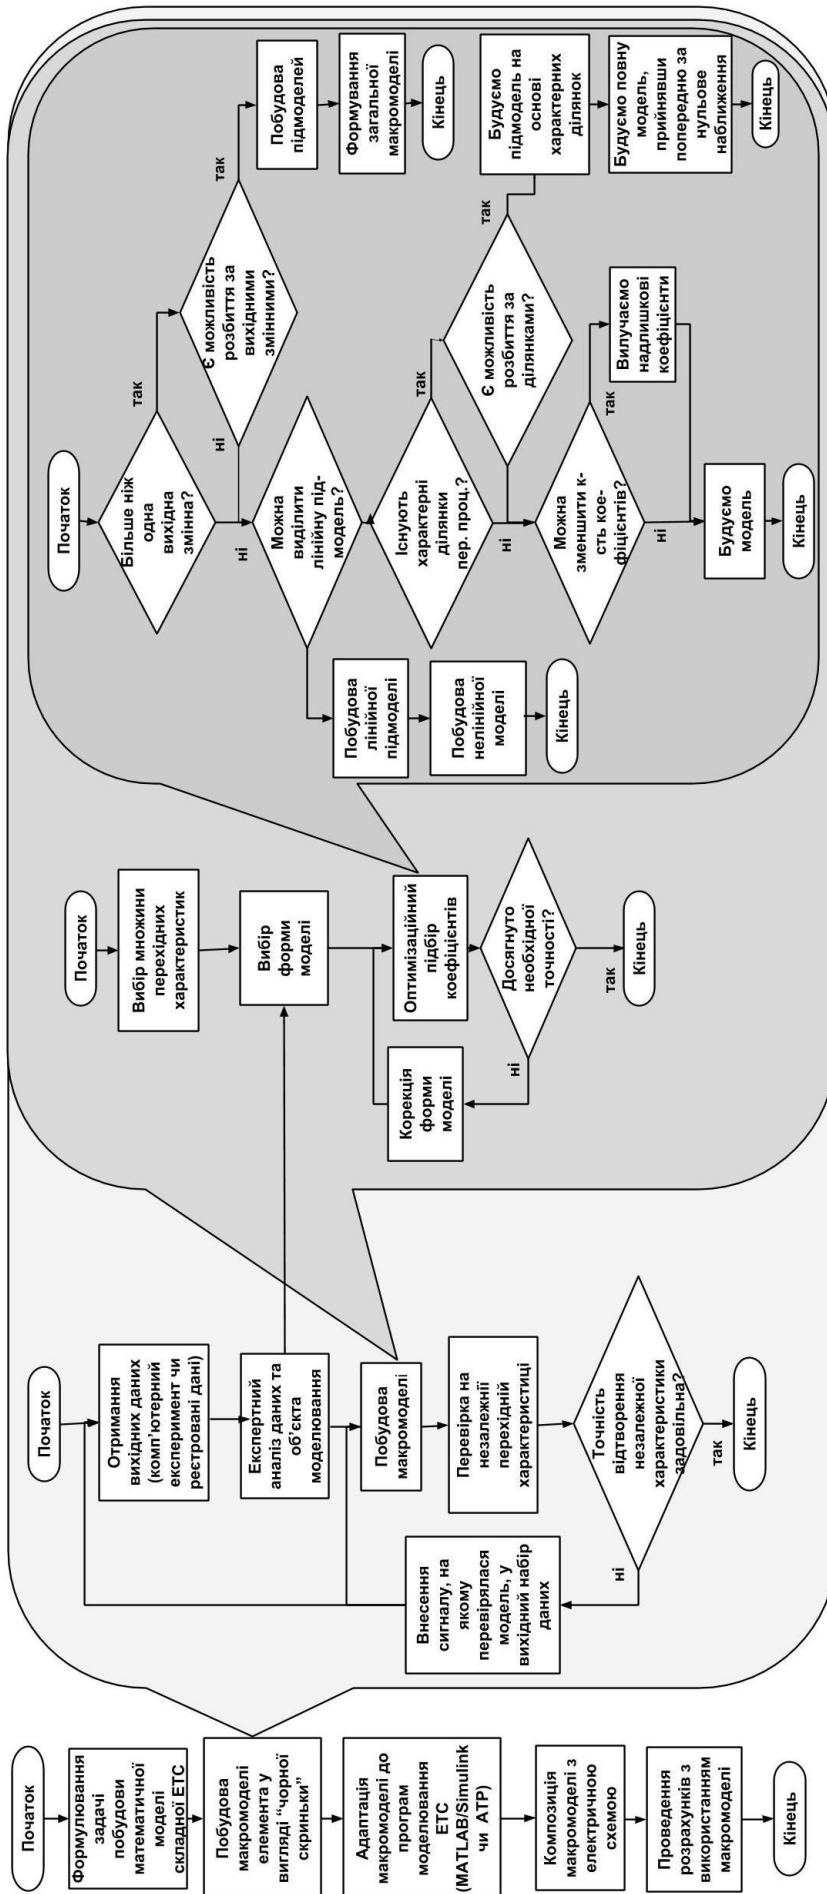 Початок
Формулювання
задачі
побудови
математичної
моделі
складної ЕТС
Побудова
макромоделі
елемента у
вигляді “чорної
скриньки”
Адаптація
макромоделі до
програм
моделювання
ЕТС
(MATLAB/Simulink
чи АТР)
Композиція
макромоделі з
електричною
схемою
Проведення
розрахунків з
використанням
макромоделі
Кінець
Початок
Отримання
вихідних даних
(комп’ютерний
експеримент чи
реєстровані дані)
Експертний
аналіз даних та
об’єкта
моделювання
Побудова
макромоделі
Перевірка на
незалежнії
перехідній
характеристиці
Точність
відтворення
незалежної
характеристики
задовільна?
ні
так
Внесення
сигналу, на
якому
перевірялася
модель, у
вихідний набір
даних
Кінець
Початок
Вибір множини
перехідних
характеристик
Вибір
форми
моделі
Оптимізаційний
підбір
коефіцієнтів
Корекція
форми
моделі
Досягнуто
необхідної
точності?
ні
так
Кінець
Початок
Більше ніж
одна
вихідна
змінна?
так
ні
Є можливість
розбиття за
вихідними
змінними?
так
ні
Побудова
підмоделей
Формування
загальної
макромоделі
Кінець
Можна
виділити
лінійну під-
модель?
Побудова
лінійної
підмоделі
Побудова
нелінійної
моделі
Кінець
Існують
характерні
ділянки
пер. проц.?
так
ні
Є можливість
розбиття за
ділянками?
так
ні
Будуємо
підмодель на
основі
характерних
ділянок
Будуємо повну
модель,
прийнявши
попередню за
нульове
наближення
Кінець
Можна
зменшити к-
сть кое-
фіцієнтів?
так
ні
Вилучаємо
надлишкові
коефіцієнти
Будуємо
модель
Кінець